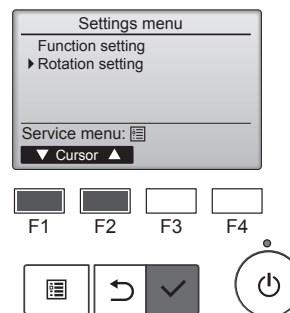 Settings menu
Function setting
Rotation setting
Service menu:
▼ Cursor ▲
F1 F2 F3 F4